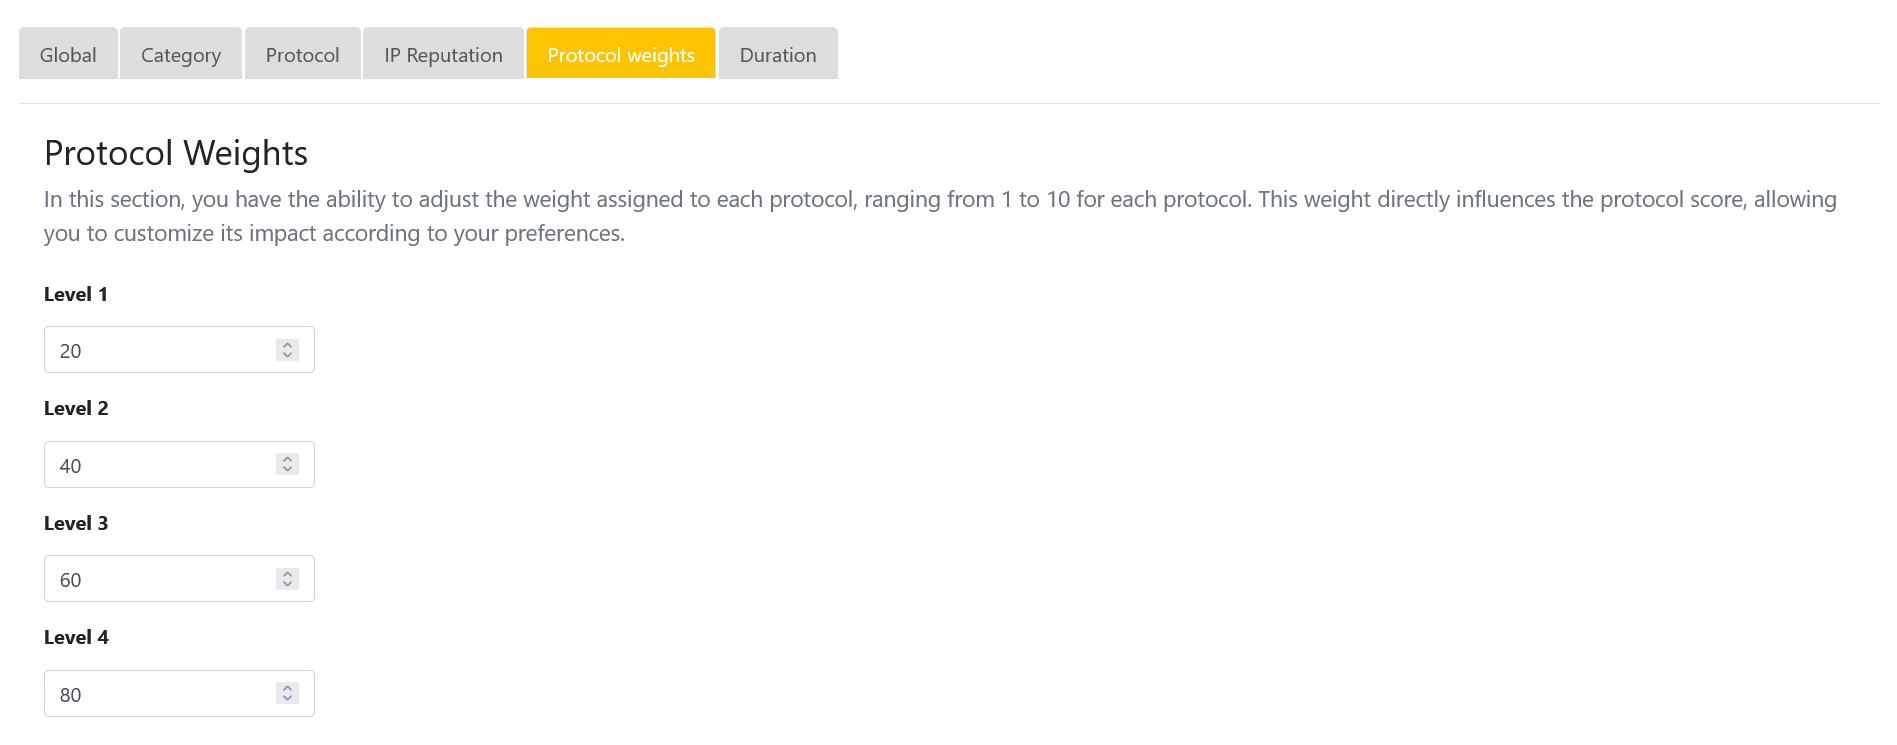 Global Category Protocol IP Reputation Protocol weights Duration
Protocol Weights
In this section, you have the ability to adjust the weight assigned to each protocol, ranging from 1 to 10 for each protocol. This weight directly influences the protocol score, allowing
you to customize its impact according to your preferences.
Level 1
20
Level 2
40
Level 3
60
Level 4
80